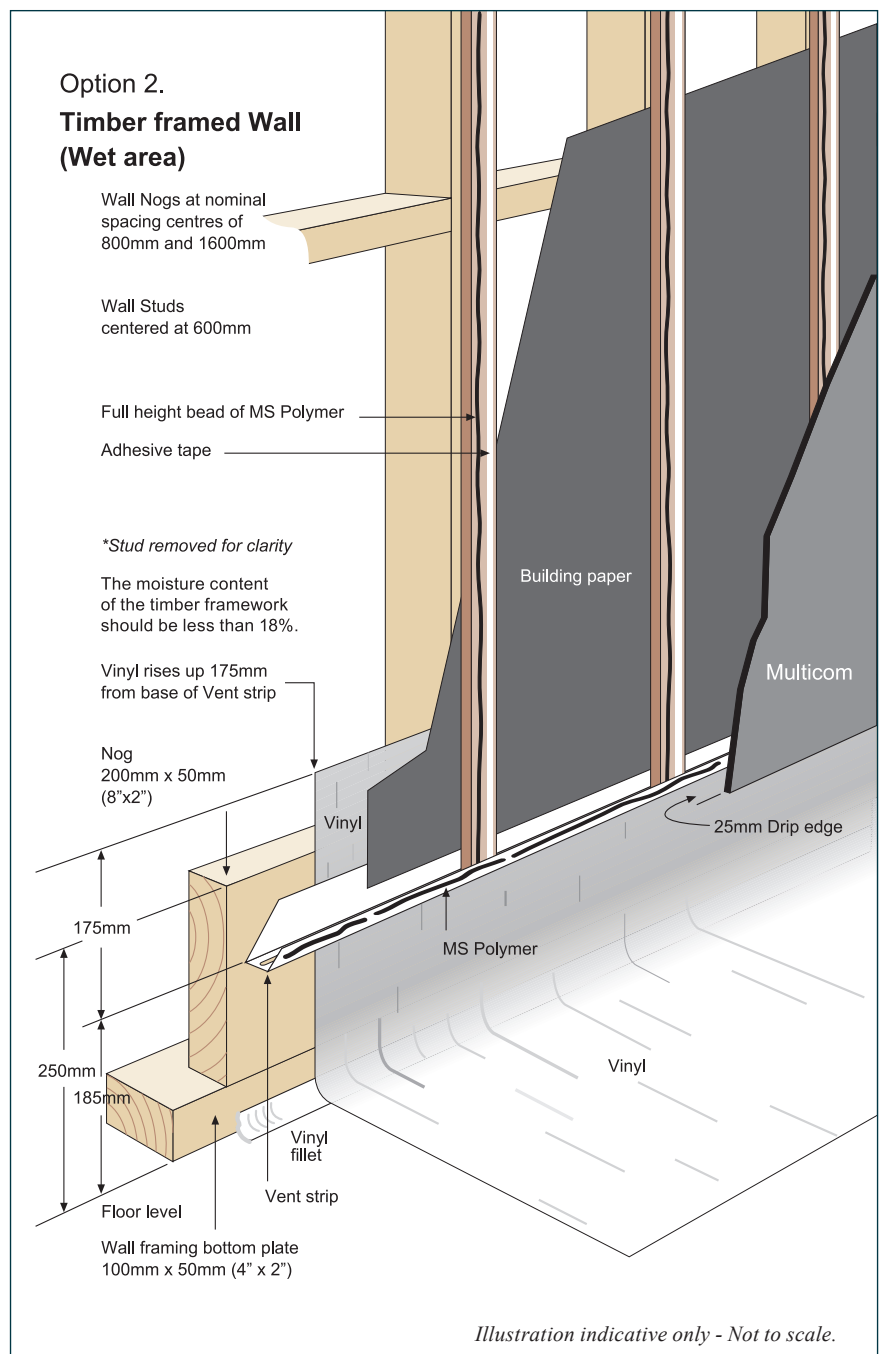 Option 2.
Timber framed Wall
(Wet area)
Wall Nogs at nominal
spacing centres of
800mm and 1600mm
Wall Studs
centered at 600mm
Full height bead of MS Polymer
Adhesive tape
*Stud removed for clarity
The moisture content
of the timber framework
should be less than 18%.
Building paper
Vinyl rises up 175mm
from base of Vent strip
Multicom
Nog
200mm x 50mm
(8”x2”)
Vinyl
25mm Drip edge
175mm
MS Polymer
250mm
185mm
Vinyl
Vinyl
fillet
Vent strip
Floor level
Wall framing bottom plate
100mm x 50mm (4” x 2”)
Illustration indicative only - Not to scale.